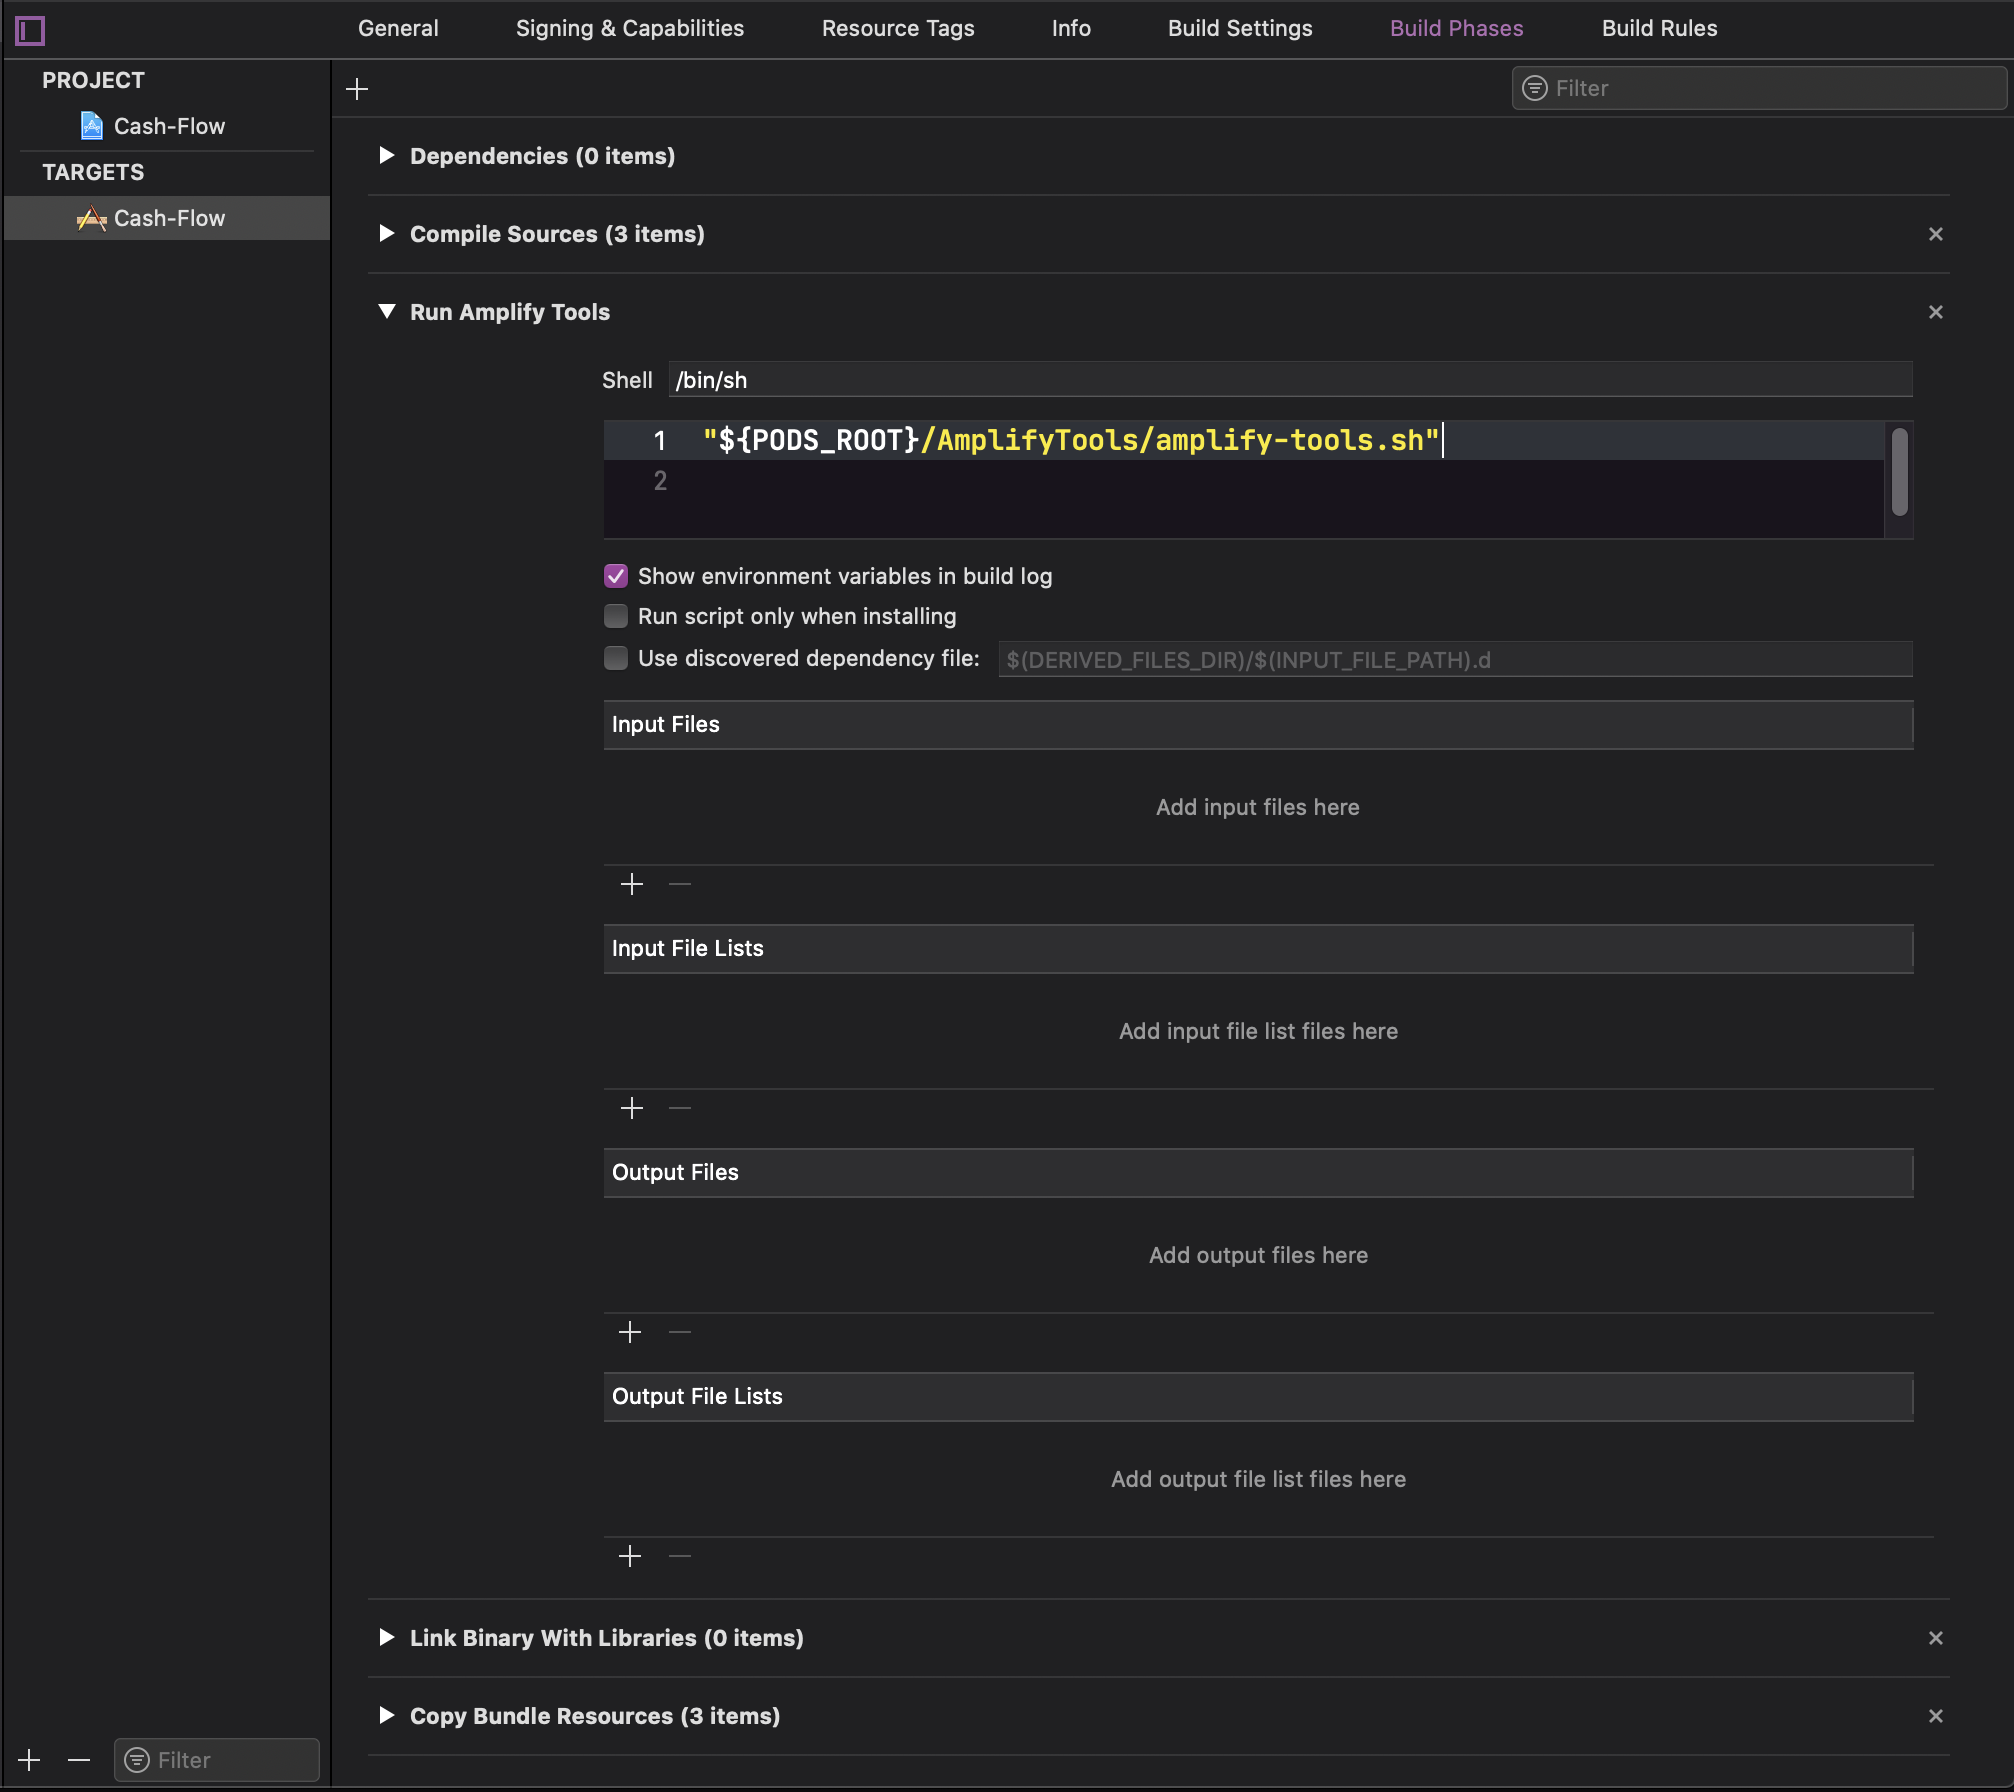 General Signing & Capabilities Resource Tags Info Build Settings Build Phases Build Rules
PROJECT
Cash-Flow
TARGETS
Cash-Flow
Filter
Filter
Dependencies (0 items)
Compile Sources (3 items)
Run Amplify Tools
Shell /bin/sh
1 "${PODS_ROOT}/AmplifyTools/amplify-tools.sh"
2
Show environment variables in build log
Run script only when installing
Use discovered dependency file: $(DERIVED_FILES_DIR)/$(INPUT_FILE_PATH).d
Input Files
Add input files here
Input File Lists
Add input file list files here
Output Files
Add output files here
Output File Lists
Add output file list files here
Link Binary With Libraries (0 items)
Copy Bundle Resources (3 items)